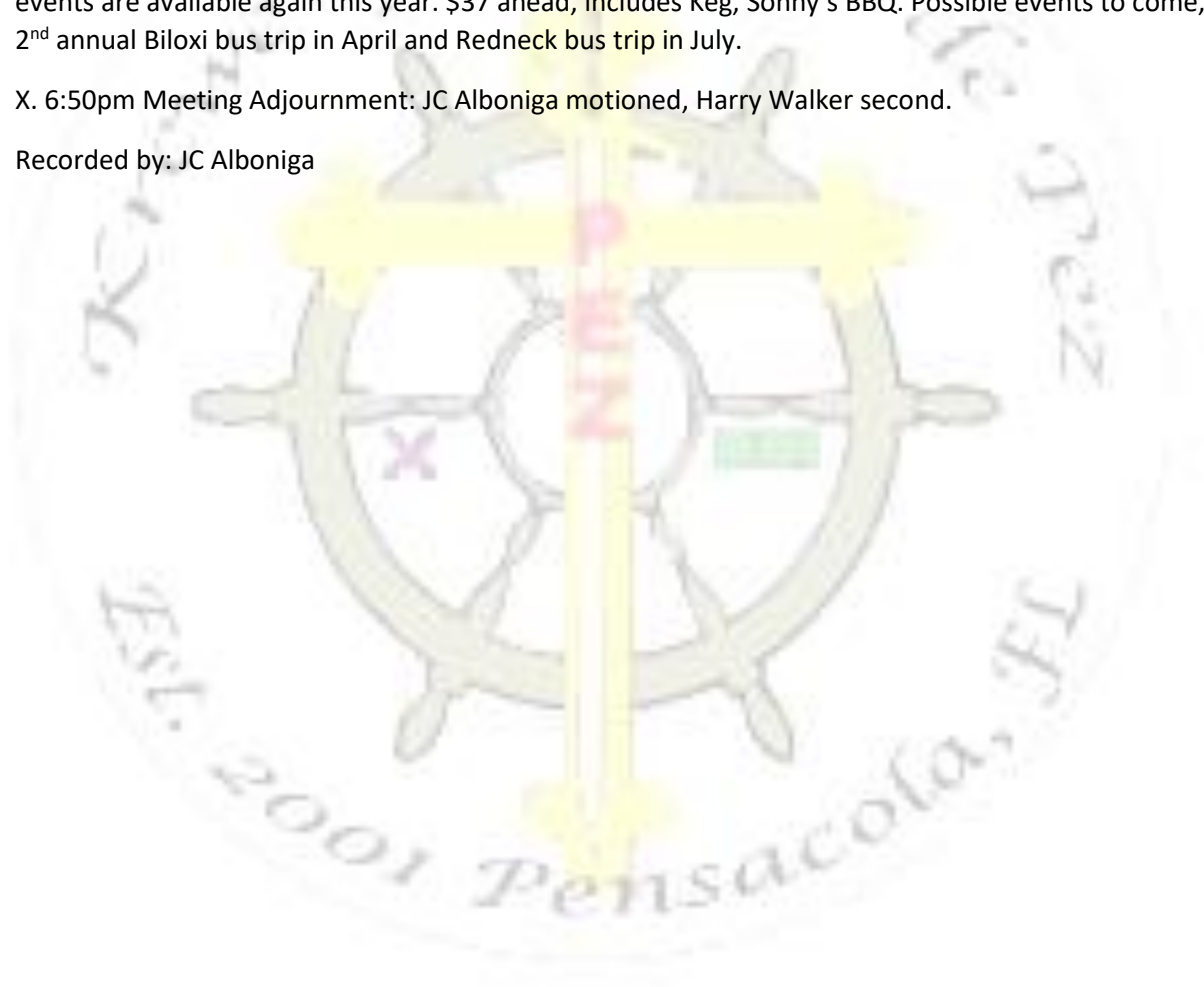 events are available again this year. $37 ahead, includes Keg, Sonny's BBQ. Possible events to come,
2nd annual Biloxi bus trip in April and Redneck bus trip in July.
X. 6:50pm Meeting Adjournment: JC Alboniga motioned, Harry Walker second.
Recorded by: JC Alboniga
P
E
Z
X
Est. 2001 Pensacola, FL